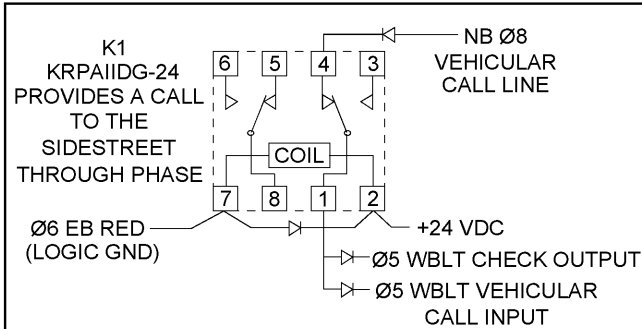 K1
KRPAIIDG-24
PROVIDES A CALL
TO THE
SIDESTREET
THROUGH PHASE
6 5 4 3
NB Ø8
VEHICULAR
CALL LINE
COIL
7 8 1 2
Ø6 EB RED
(LOGIC GND)
+24 VDC
Ø5 WBLT CHECK OUTPUT
Ø5 WBLT VEHICULAR
CALL INPUT